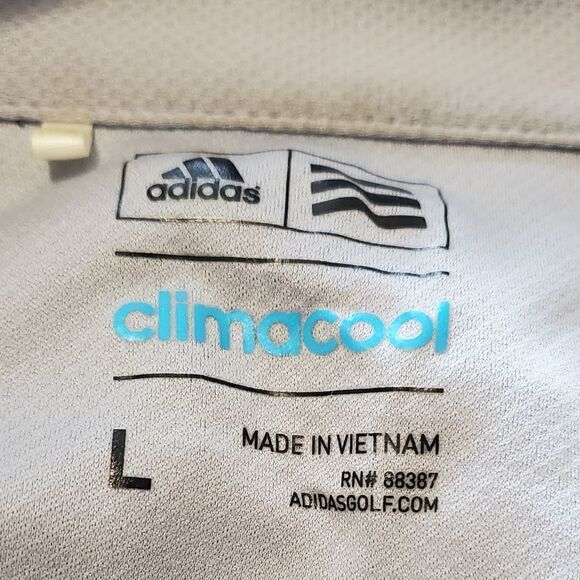 adidas
climacool
L
MADE IN VIETNAM
RN# 88387
ADIDASGOLF.COM